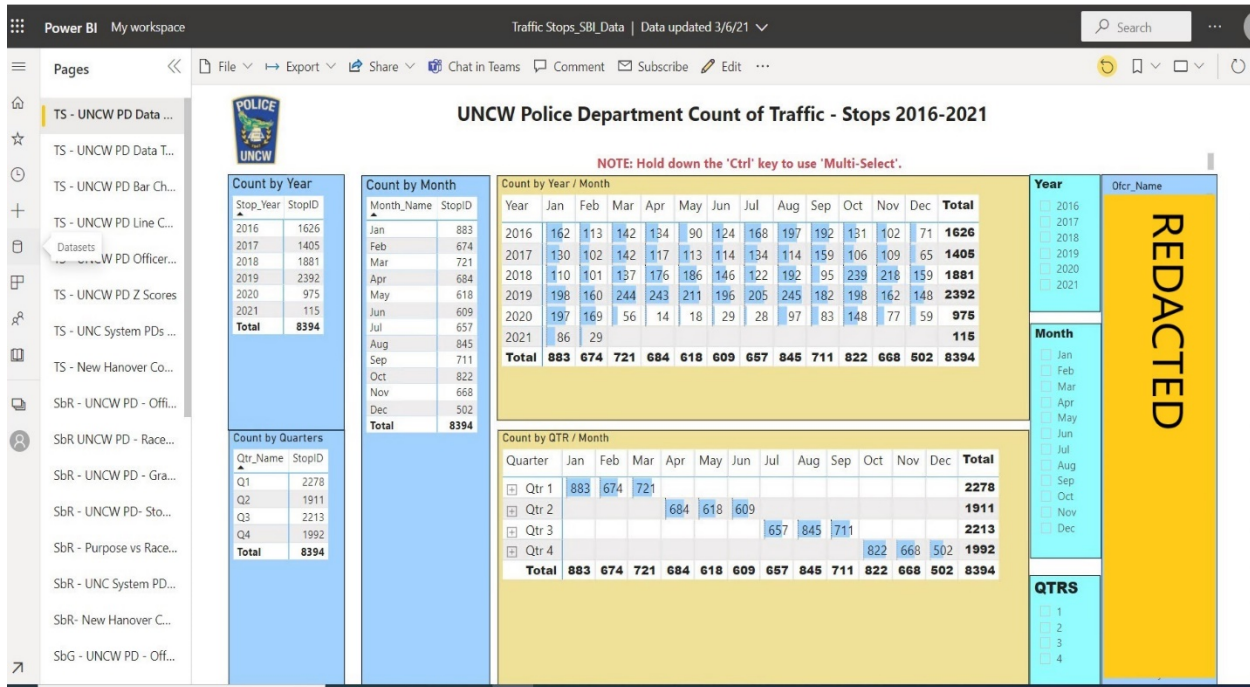 Power BI My workspace Traffic Stops_SBI_Data | Data updated 3/6/21 Search ...
Pages File Export Share Chat in Teams Comment Subscribe Edit ...
TS - UNCW PD Data ...
TS - UNCW PD Data T...
TS - UNCW PD Bar Ch...
TS - UNCW PD Line C...
Datasets
UNCW PD Officer...
TS - UNCW PD Z Scores
TS - UNC System PDs ...
TS - New Hanover Co...
SbR - UNCW PD - Offi...
SbR UNCW PD - Race...
SbR - UNCW PD - Gra...
SbR - UNCW PD- Sto...
SbR - Purpose vs Race...
SbR - UNC System PD...
SbR- New Hanover C...
SbG - UNCW PD - Off...
POLICE
UNCW
UNCW Police Department Count of Traffic - Stops 2016-2021
NOTE: Hold down the 'Ctrl' key to use 'Multi-Select'.
Count by Year
Stop_Year StopID
2016 1626
2017 1405
2018 1881
2019 2392
2020 975
2021 115
Total 8394
Count by Quarters
Qtr_Name StopID
Q1 2278
Q2 1911
Q3 2213
Q4 1992
Total 8394
Count by Month
Month_Name StopID
Jan 883
Feb 674
Mar 721
Apr 684
May 618
Jun 609
Jul 657
Aug 845
Sep 711
Oct 822
Nov 668
Dec 502
Total 8394
Count by Year / Month
Year Jan Feb Mar Apr May Jun Jul Aug Sep Oct Nov Dec Total
2016 162 113 142 134 90 124 168 197 192 131 102 71 1626
2017 130 102 142 117 113 114 134 114 159 106 109 65 1405
2018 110 101 137 176 186 146 122 192 95 239 218 159 1881
2019 198 160 244 243 211 196 205 245 182 198 162 148 2392
2020 197 169 56 14 18 29 28 97 83 148 77 59 975
2021 86 29 115
Total 883 674 721 684 618 609 657 845 711 822 668 502 8394
Count by QTR / Month
Quarter Jan Feb Mar Apr May Jun Jul Aug Sep Oct Nov Dec Total
Qtr 1 883 674 721 2278
Qtr 2 684 618 609 1911
Qtr 3 657 845 711 2213
Qtr 4 822 668 502 1992
Total 883 674 721 684 618 609 657 845 711 822 668 502 8394
Year
2016
2017
2018
2019
2020
2021
Month
Jan
Feb
Mar
Apr
May
Jun
Jul
Aug
Sep
Oct
Nov
Dec
QTRS
1
2
3
4
Ofcr_Name
REDACTED